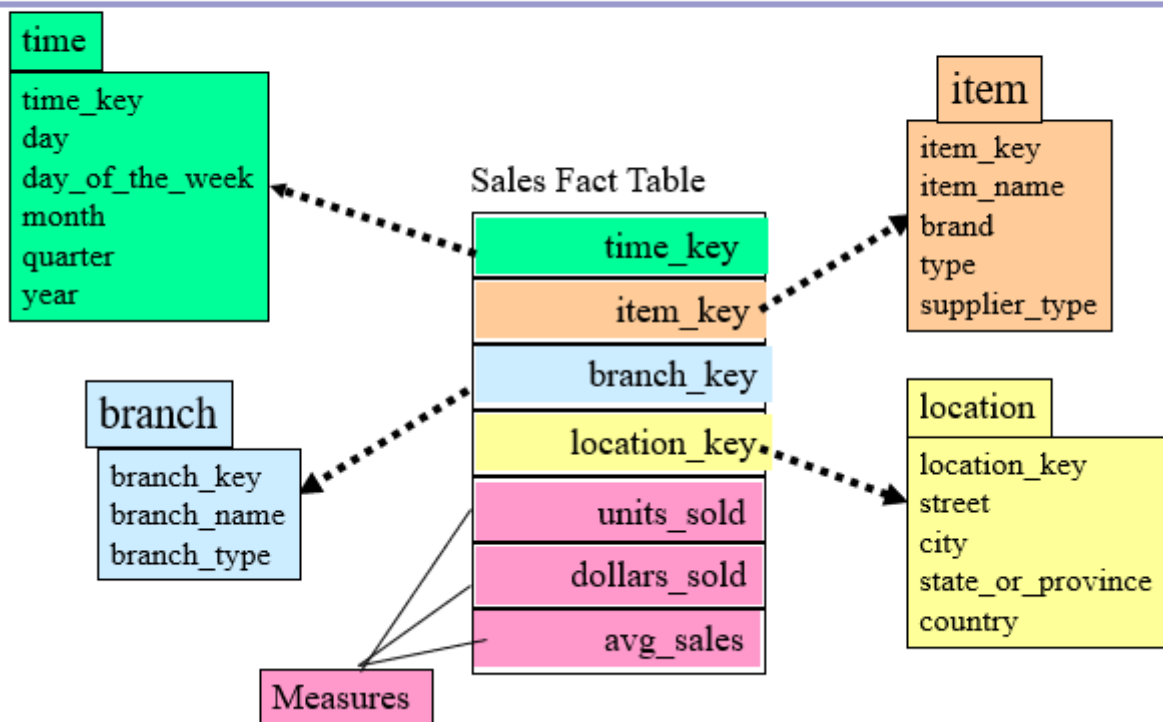 time
time_key
day
day_of_the_week
month
quarter
year
item
item_key
item_name
brand
type
supplier_type
Sales Fact Table
time_key
item_key
branch_key
location_key
units_sold
dollars_sold
avg_sales
branch
branch_key
branch_name
branch_type
location
location_key
street
city
state_or_province
country
Measures